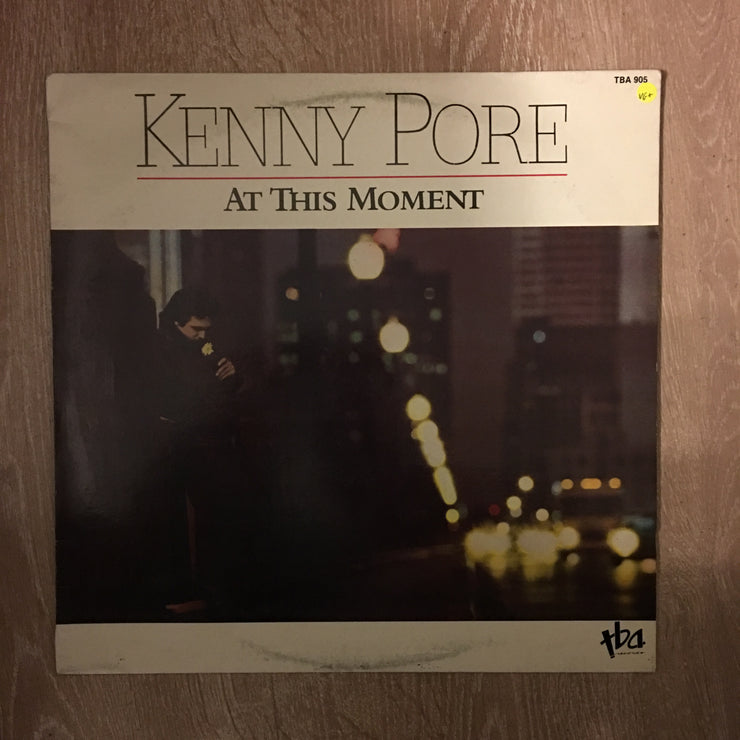 TBA 905
VG+
KENNY PORE
AT THIS MOMENT
tba